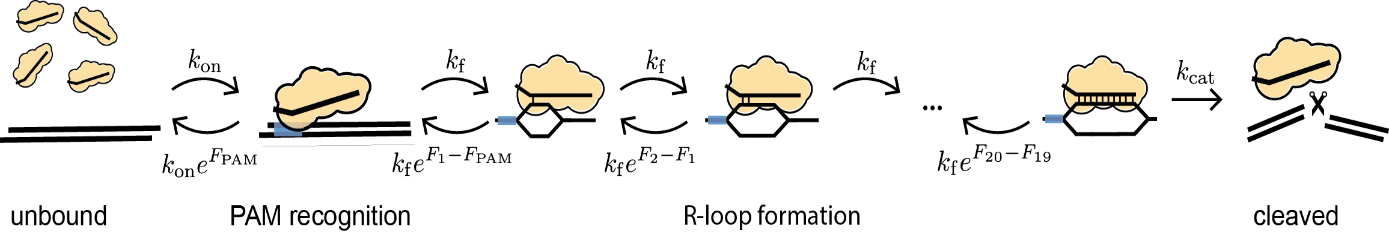 k_on k_f k_f k_f k_cat
...
k_on e^{F_PAM} k_f e^{F_1−F_PAM} k_f e^{F_2−F_1} k_f e^{F_20−F_19}
unbound PAM recognition R-loop formation cleaved